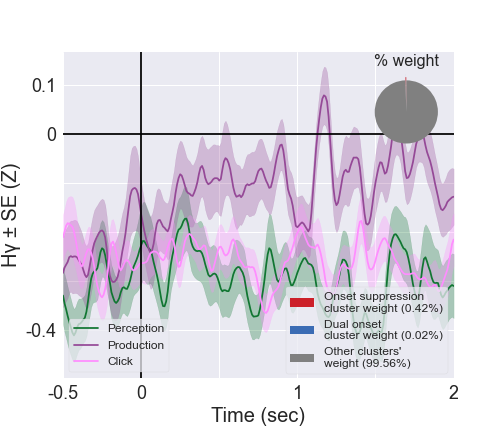 % weight
0.1
0
-0.4
Hγ ± SE (Z)
Perception
Production
Click
Onset suppression
cluster weight (0.42%)
Dual onset
cluster weight (0.02%)
Other clusters'
weight (99.56%)
-0.5
0
1
2
Time (sec)